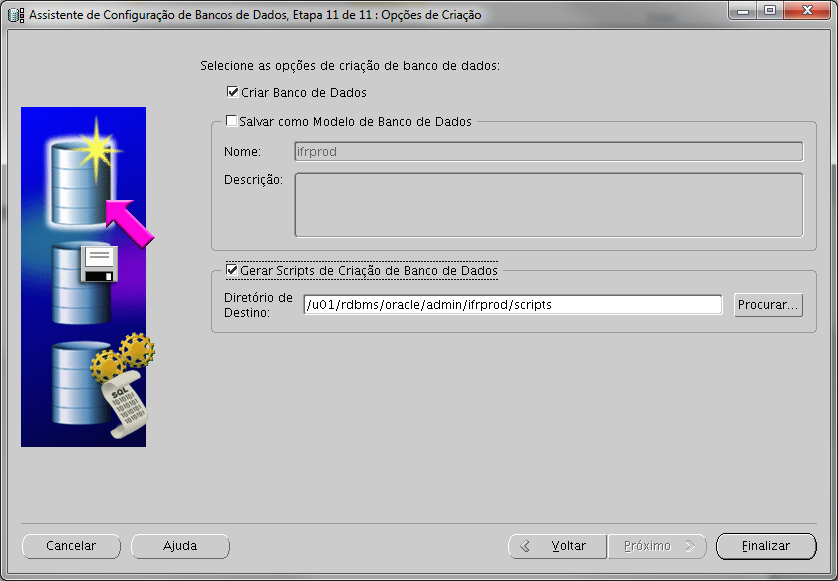 Assistente de Configuração de Bancos de Dados, Etapa 11 de 11 : Opções de Criação
Selecione as opções de criação de banco de dados:
Criar Banco de Dados
Salvar como Modelo de Banco de Dados
Nome: ifrprod
Descrição:
Gerar Scripts de Criação de Banco de Dados
Diretório de
Destino: /u01/rdbms/oracle/admin/ifrprod/scripts Procurar...
SQL
Cancelar Ajuda Voltar Próximo Finalizar